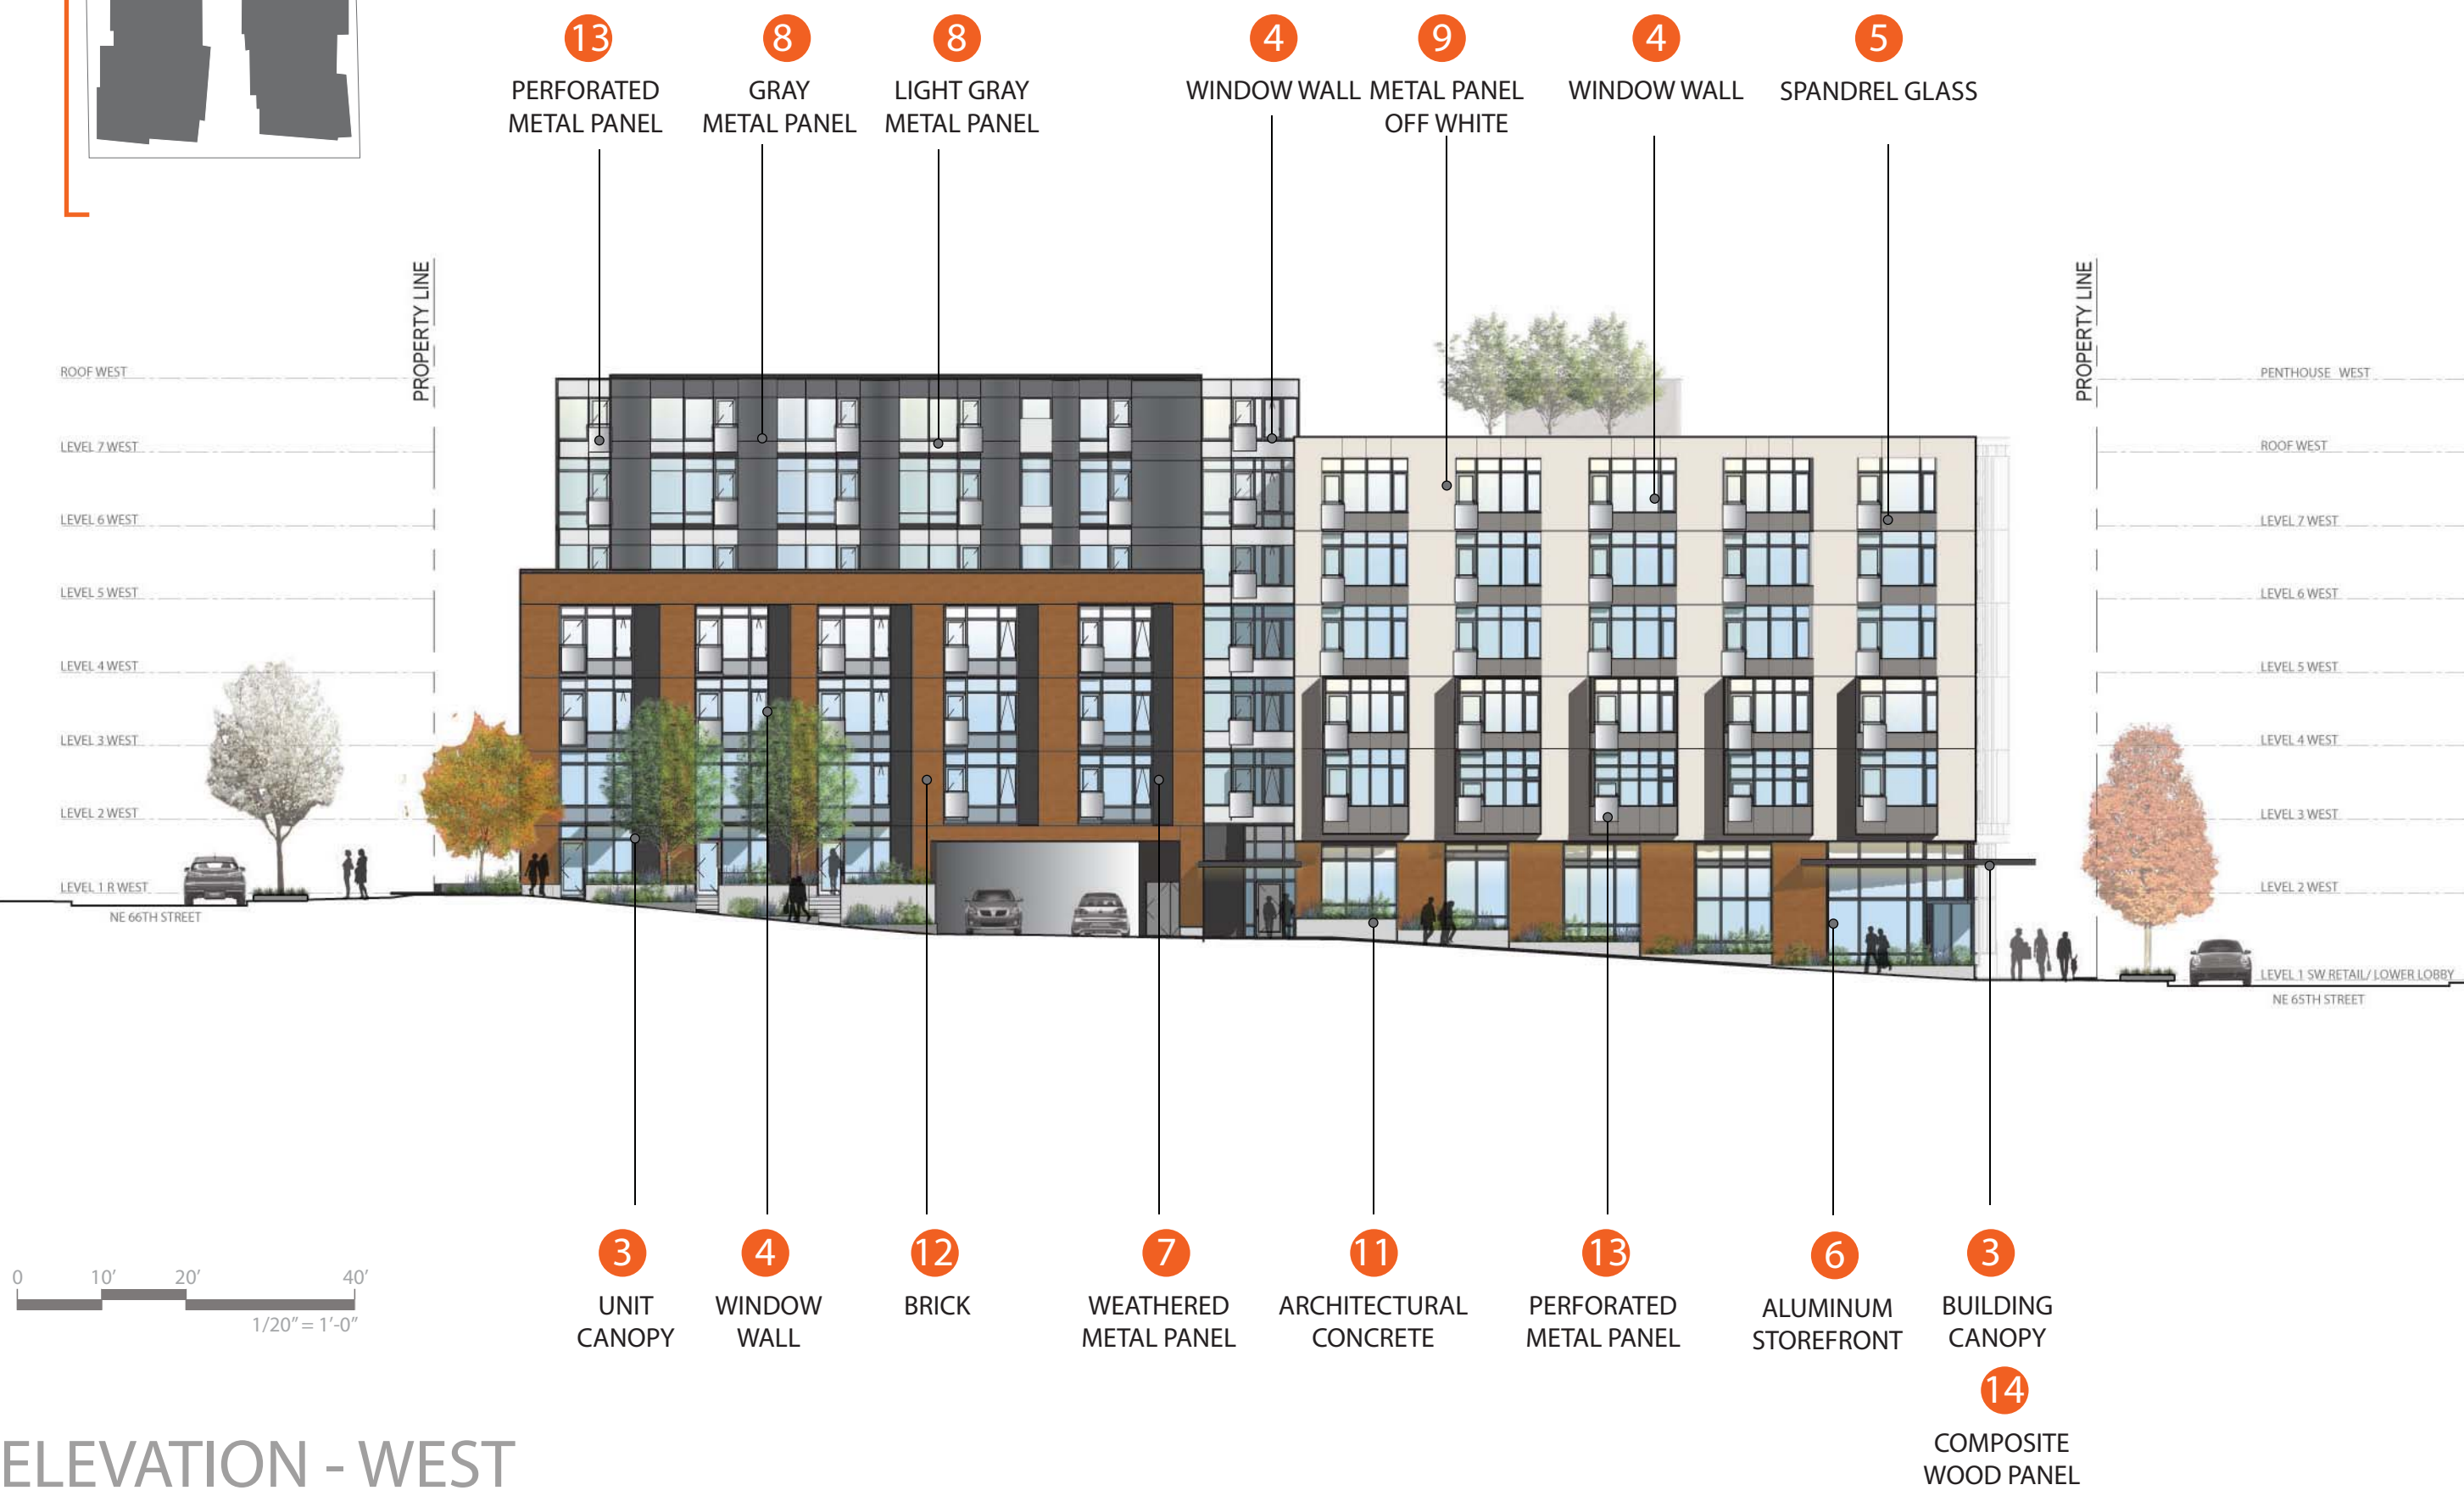 13
PERFORATED
METAL PANEL
8
GRAY
METAL PANEL
8
LIGHT GRAY
METAL PANEL
4
WINDOW WALL
9
METAL PANEL
OFF WHITE
4
WINDOW WALL
5
SPANDREL GLASS
PROPERTY LINE
PROPERTY LINE
ROOF WEST
LEVEL 7 WEST
LEVEL 6 WEST
LEVEL 5 WEST
LEVEL 4 WEST
LEVEL 3 WEST
LEVEL 2 WEST
LEVEL 1 R WEST
NE 66TH STREET
PENTHOUSE WEST
ROOF WEST
LEVEL 7 WEST
LEVEL 6 WEST
LEVEL 5 WEST
LEVEL 4 WEST
LEVEL 3 WEST
LEVEL 2 WEST
LEVEL 1 SW RETAIL/ LOWER LOBBY
NE 65TH STREET
3
UNIT
CANOPY
4
WINDOW
WALL
12
BRICK
7
WEATHERED
METAL PANEL
11
ARCHITECTURAL
CONCRETE
13
PERFORATED
METAL PANEL
6
ALUMINUM
STOREFRONT
3
BUILDING
CANOPY
14
COMPOSITE
WOOD PANEL
0 10′ 20′ 40′
1/20″ = 1′-0″
ELEVATION - WEST